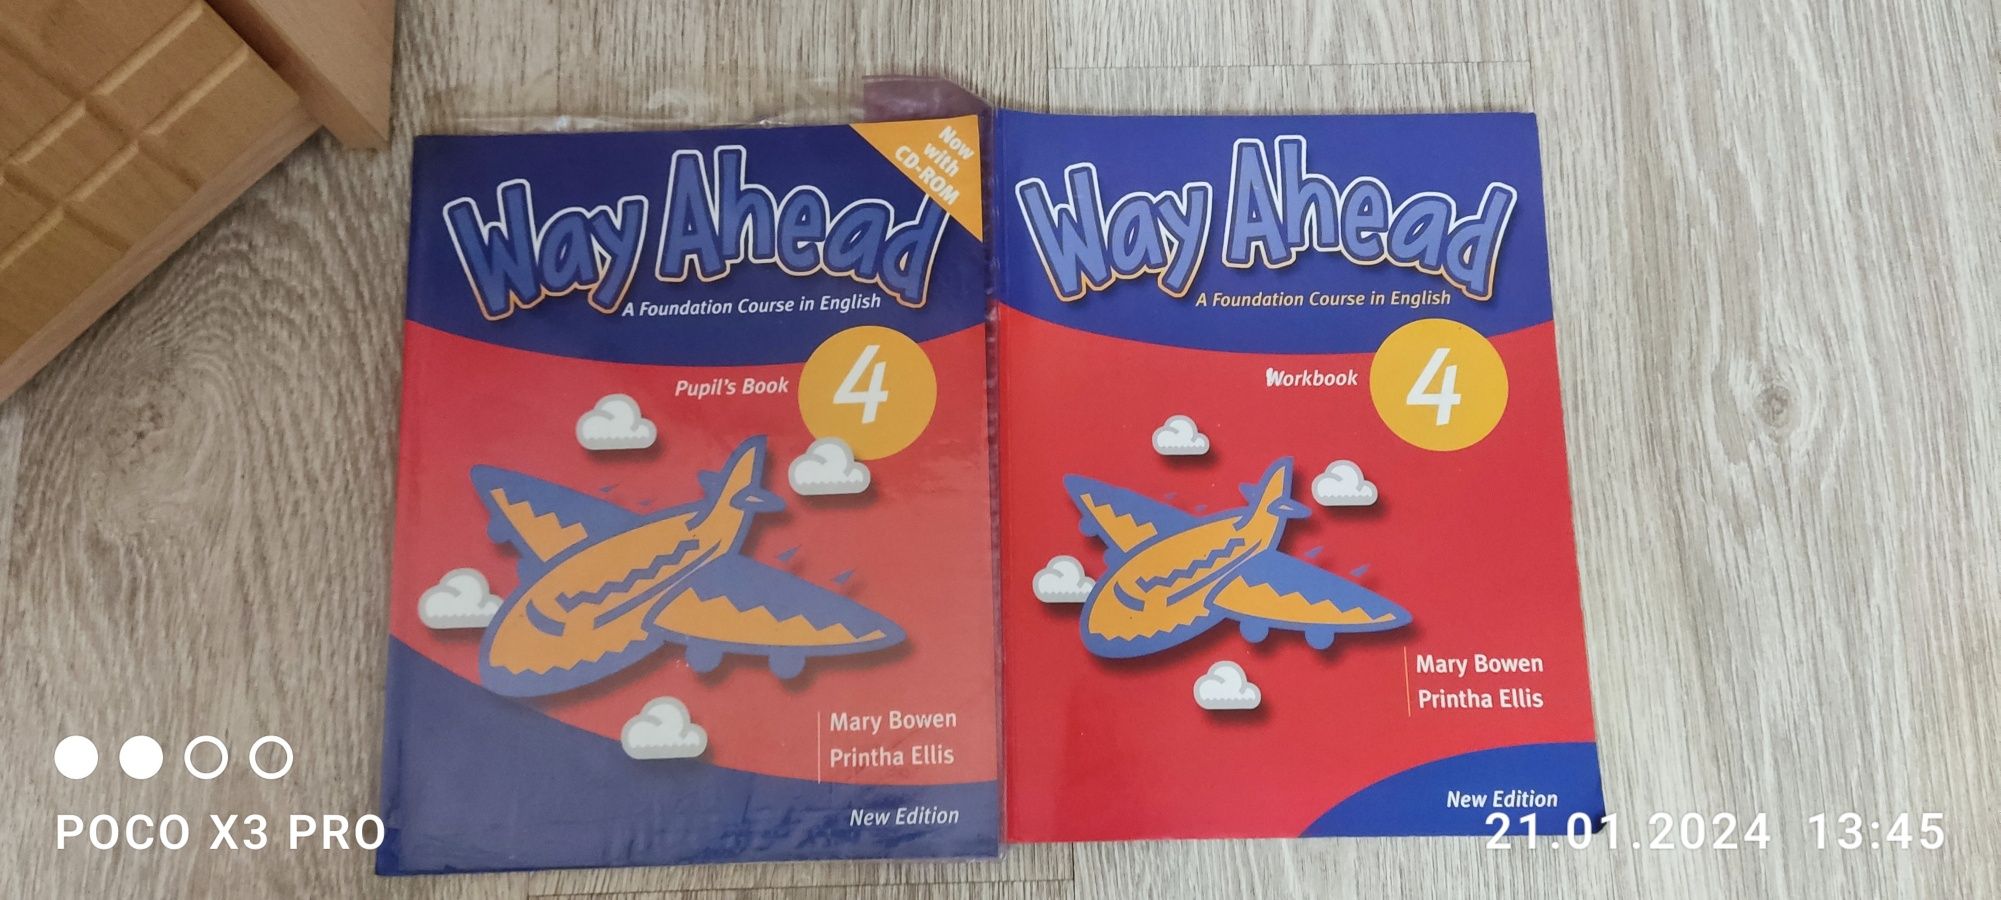 Now
with
CD-ROM
Way Ahead
A Foundation Course in English
Pupil's Book
4
Mary Bowen
Printha Ellis
New Edition
Way Ahead
A Foundation Course in English
Workbook
4
Mary Bowen
Printha Ellis
New Edition
POCO X3 PRO
21.01.2024 13:45